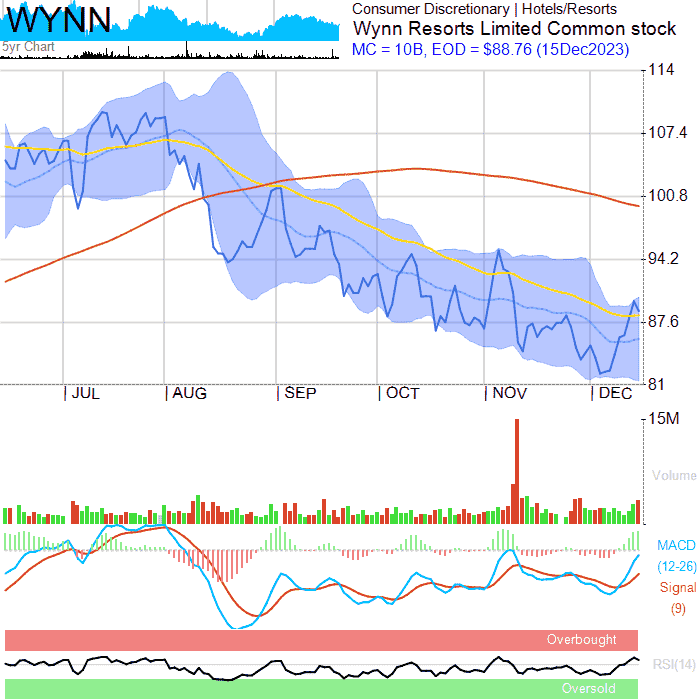 WYNN
5yr Chart
Consumer Discretionary | Hotels/Resorts
Wynn Resorts Limited Common stock
MC = 10B, EOD = $88.76 (15Dec2023)
114
107.4
100.8
94.2
87.6
81
| JUL | AUG | SEP | OCT | NOV | DEC
15M
Volume
MACD
(12-26)
Signal
(9)
Overbought
RSI(14)
Oversold